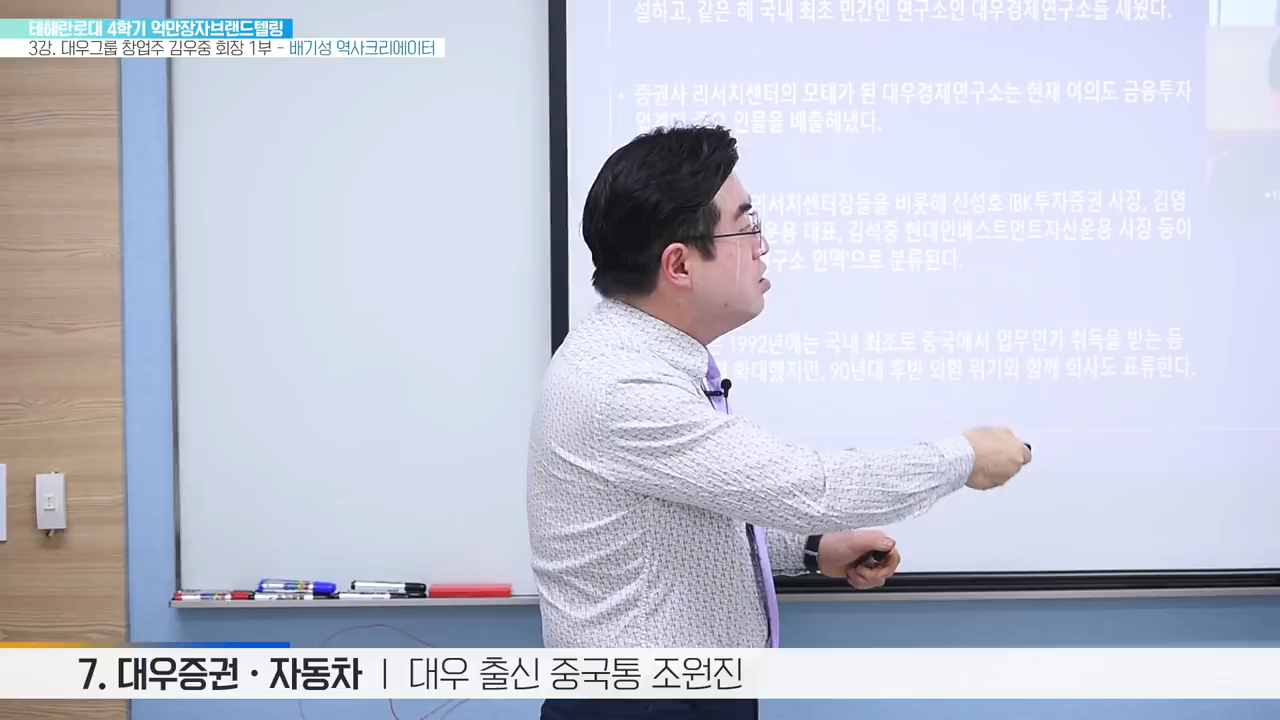 테헤란로대 4학기 억만장자브랜드텔링
3강. 대우그룹 창업주 김우중 회장 1부 - 배기성 역사크리에이터
설하고, 같은 해 국내 최초 민간인 연구소인 대우경제연구소를 세웠다.
• 증권사 리서치센터의 모태가 된 대우경제연구소는 현재 여의도 금융투자
인물을 배출해냈다.
리서치센터장들을 비롯해 신성호 IBK투자증권 사장, 김영
운용 대표, 김석중 현대인베스트먼트자산운용 사장 등이
구소 인맥'으로 분류된다.
1992년에는 국내 최초로 중국에서 업무인가 취득을 받는 등
확대했지만, 90년대 후반 외환 위기와 함께 회사도 표류한다.
7. 대우증권 · 자동차 | 대우 출신 중국통 조원진